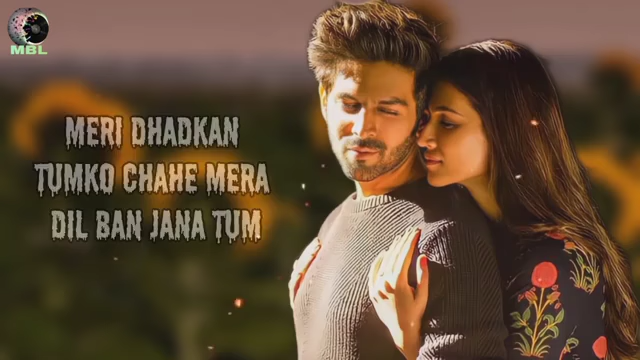 MBL
MERI DHADKAN
TUMKO CHAHE MERA
DIL BAN JANA TUM